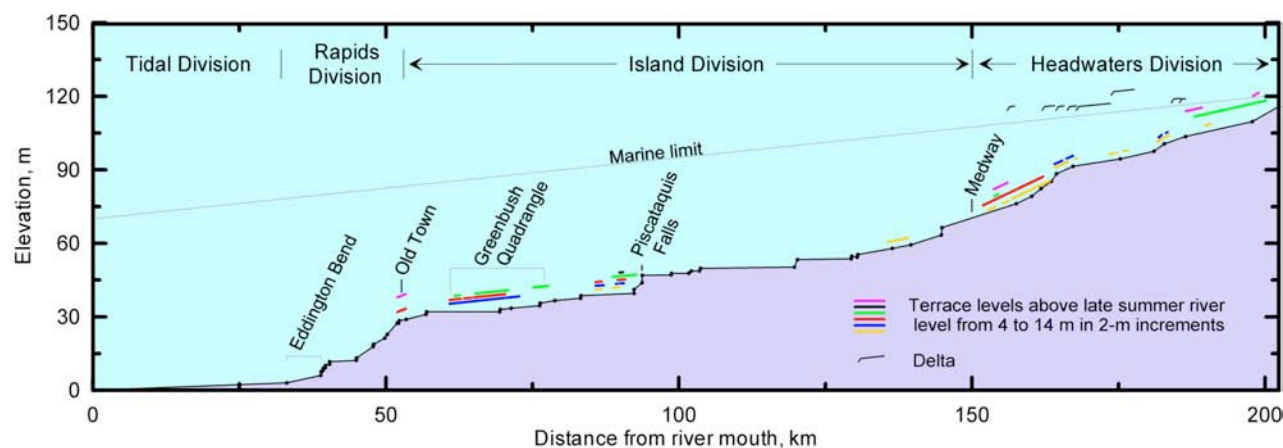 150
120
90
60
30
0
Elevation, m
Tidal Division
Rapids
Division
Island Division
Headwaters Division
Marine limit
Eddington Bend
Old Town
Greenbush
Quadrangle
Piscataquis
Falls
Medway
Terrace levels above late summer river
level from 4 to 14 m in 2-m increments
Delta
0
50
100
150
200
Distance from river mouth, km